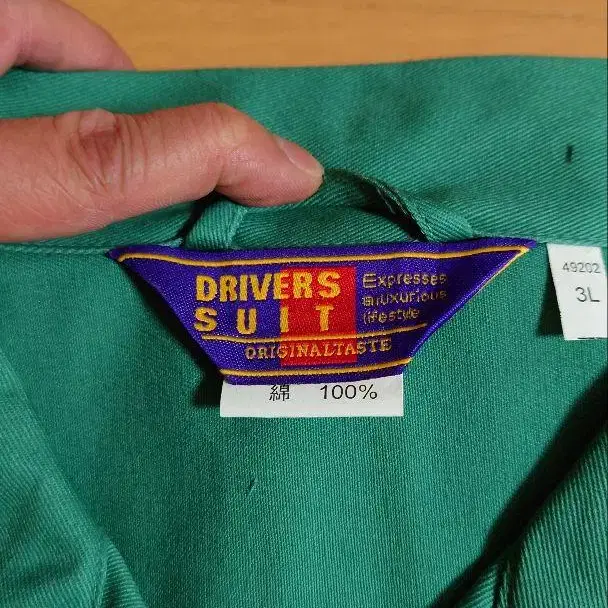 DRIVERS
SUIT
Expresses
a luxurious
lifestyle
ORIGINALTASTE
綿 100%
49202
3L